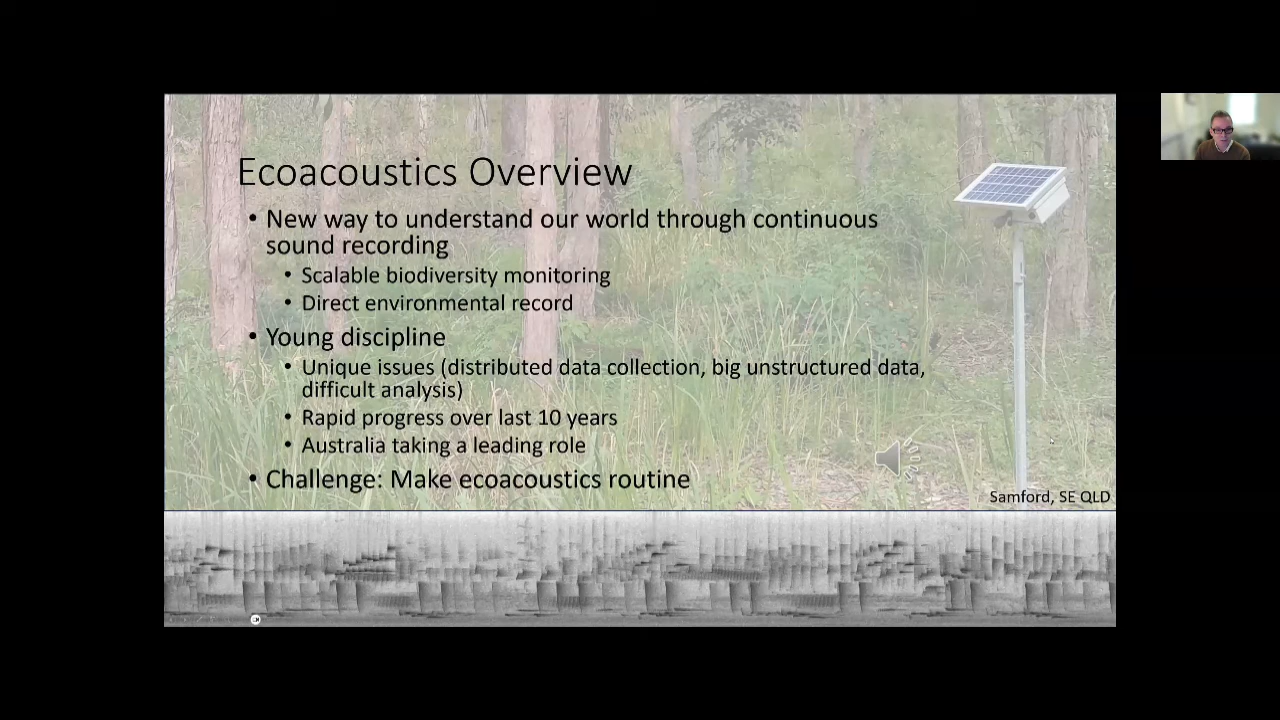 Ecoacoustics Overview
• New way to understand our world through continuous
sound recording
• Scalable biodiversity monitoring
• Direct environmental record
• Young discipline
• Unique issues (distributed data collection, big unstructured data,
difficult analysis)
• Rapid progress over last 10 years
• Australia taking a leading role
• Challenge: Make ecoacoustics routine
Samford, SE QLD